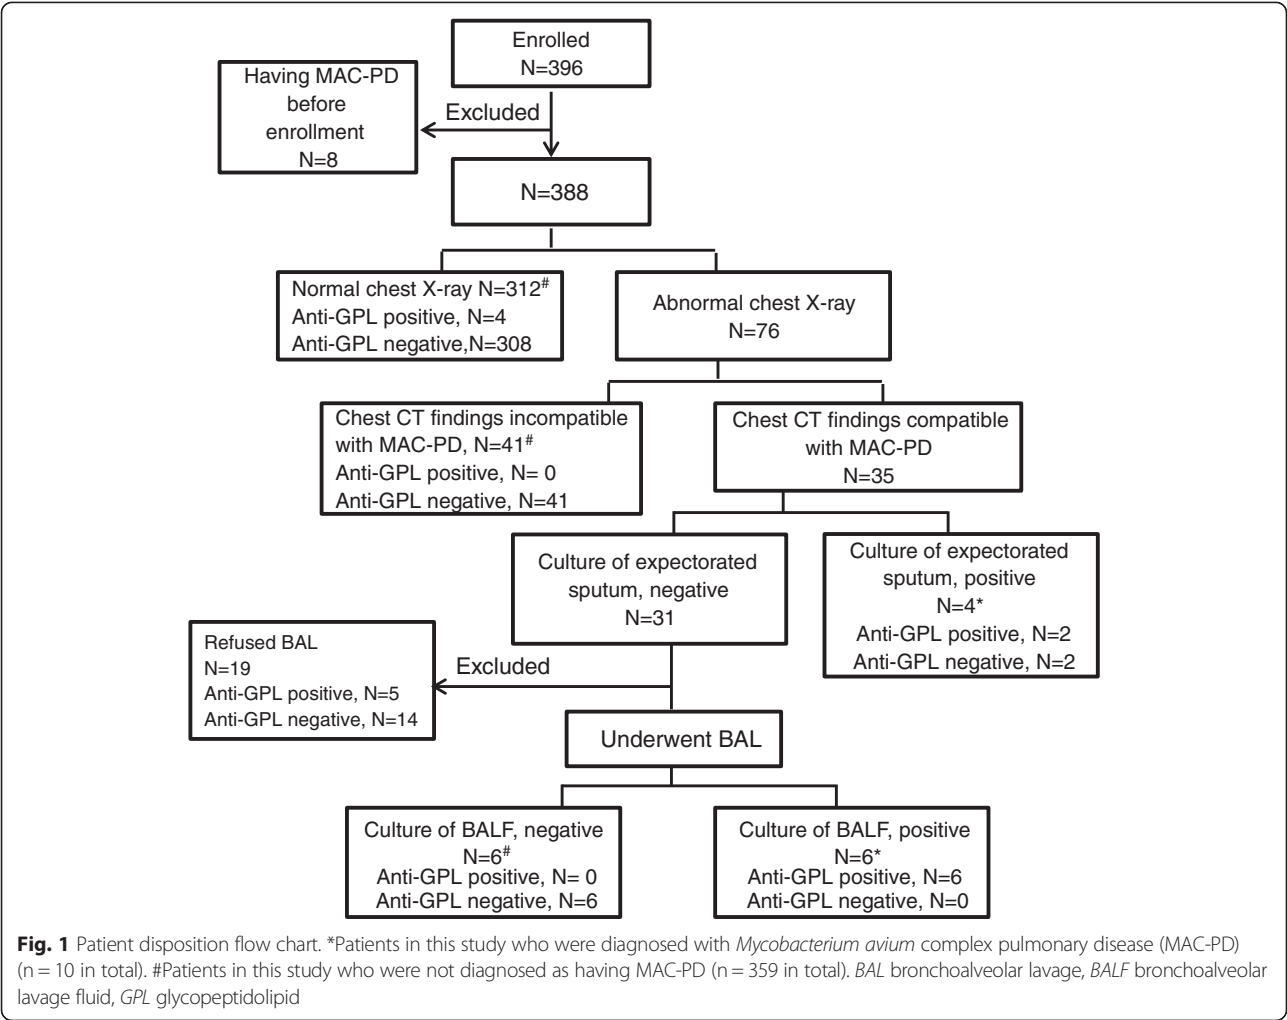 Enrolled
N=396
Having MAC-PD
before
enrollment
N=8
Excluded
N=388
Normal chest X-ray N=312#
Anti-GPL positive, N=4
Anti-GPL negative,N=308
Abnormal chest X-ray
N=76
Chest CT findings incompatible
with MAC-PD, N=41#
Anti-GPL positive, N= 0
Anti-GPL negative, N=41
Chest CT findings compatible
with MAC-PD
N=35
Culture of expectorated
sputum, negative
N=31
Culture of expectorated
sputum, positive
N=4*
Anti-GPL positive, N=2
Anti-GPL negative, N=2
Refused BAL
N=19
Anti-GPL positive, N=5
Anti-GPL negative, N=14
Excluded
Underwent BAL
Culture of BALF, negative
N=6#
Anti-GPL positive, N= 0
Anti-GPL negative, N=6
Culture of BALF, positive
N=6*
Anti-GPL positive, N=6
Anti-GPL negative, N=0
Fig. 1 Patient disposition flow chart. *Patients in this study who were diagnosed with Mycobacterium avium complex pulmonary disease (MAC-PD)
(n = 10 in total). #Patients in this study who were not diagnosed as having MAC-PD (n = 359 in total). BAL bronchoalveolar lavage, BALF bronchoalveolar
lavage fluid, GPL glycopeptidolipid